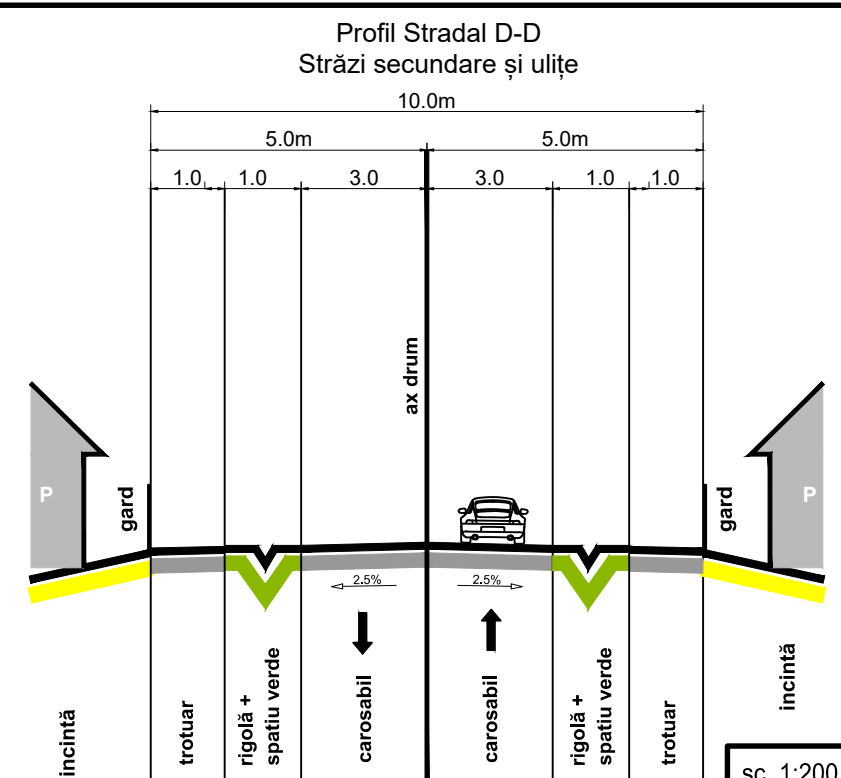 Profil Stradal D-D
Străzi secundare și ulițe
10.0m
5.0m 5.0m
1.0 1.0 3.0 3.0 1.0 1.0
ax drum
P
gard
gard
P
2.5% 2.5%
incintă
trotuar
rigolă +
spatiu verde
carosabil
carosabil
rigolă +
spatiu verde
trotuar
incintă
sc. 1:200